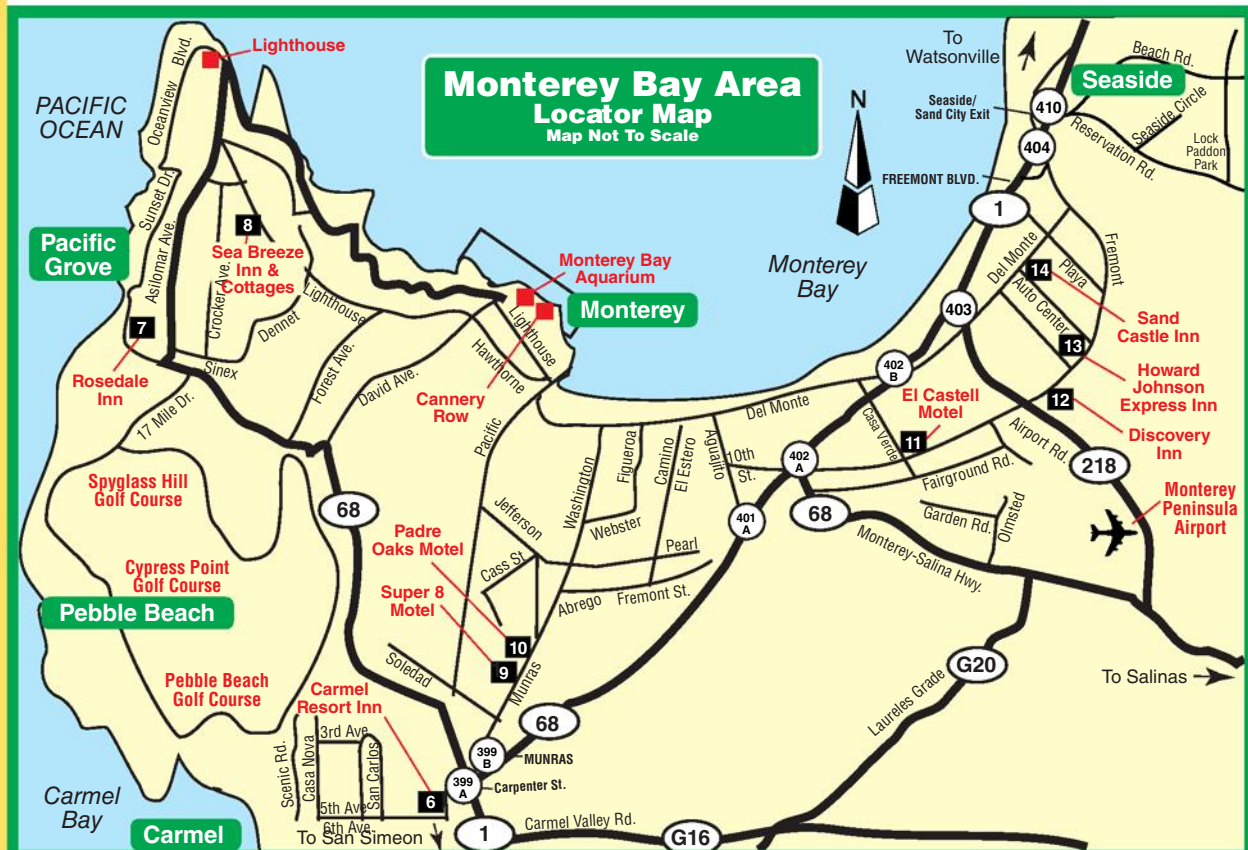 Monterey Bay Area
Locator Map
Map Not To Scale
Lighthouse
Oceanview Blvd.
PACIFIC
OCEAN
Sunset Dr.
Pacific
Grove
Asilomar Ave.
8
Sea Breeze
Inn &
Cottages
Crocker Ave.
Dennet
Lighthouse
7
Rosedale
Inn
Sinex
Forest Ave.
David Ave.
17 Mile Dr.
Monterey Bay
Aquarium
Monterey
Lighthouse
Hawthorne
Cannery
Row
Pacific
N
Monterey
Bay
To
Watsonville
Beach Rd.
Seaside
Seaside/
Sand City Exit
410
Seaside Circle
Reservation Rd.
Lock
Paddon
Park
404
FREEMONT BLVD.
1
Del Monte
Fremont
Playa
14
Auto Center
403
Sand
Castle Inn
13
Howard
Johnson
Express Inn
402
B
El Castell
Motel
12
Discovery
Inn
11
Casa Verde
Del Monte
Airport Rd.
Fairground Rd.
218
Monterey
Peninsula
Airport
Garden Rd.
Olmsted
68
Monterey-Salina Hwy.
402
A
10th
St.
Aguajito
401
A
Camino
El Estero
Figueroa
Washington
Webster
Pearl
Jefferson
Cass St.
Abrego
Fremont St.
Spyglass Hill
Golf Course
68
Padre
Oaks Motel
Super 8
Motel
10
9
Cypress Point
Golf Course
Pebble Beach
Pebble Beach
Golf Course
Soledad
Munras
68
G20
Laureles Grade
To Salinas
Carmel
Resort Inn
399
B
MUNRAS
399
A
Carpenter St.
6
3rd Ave
Scenic Rd.
Casa Nova
San Carlos
5th Ave
6th Ave
Carmel
Bay
Carmel
To San Simeon
1
Carmel Valley Rd.
G16